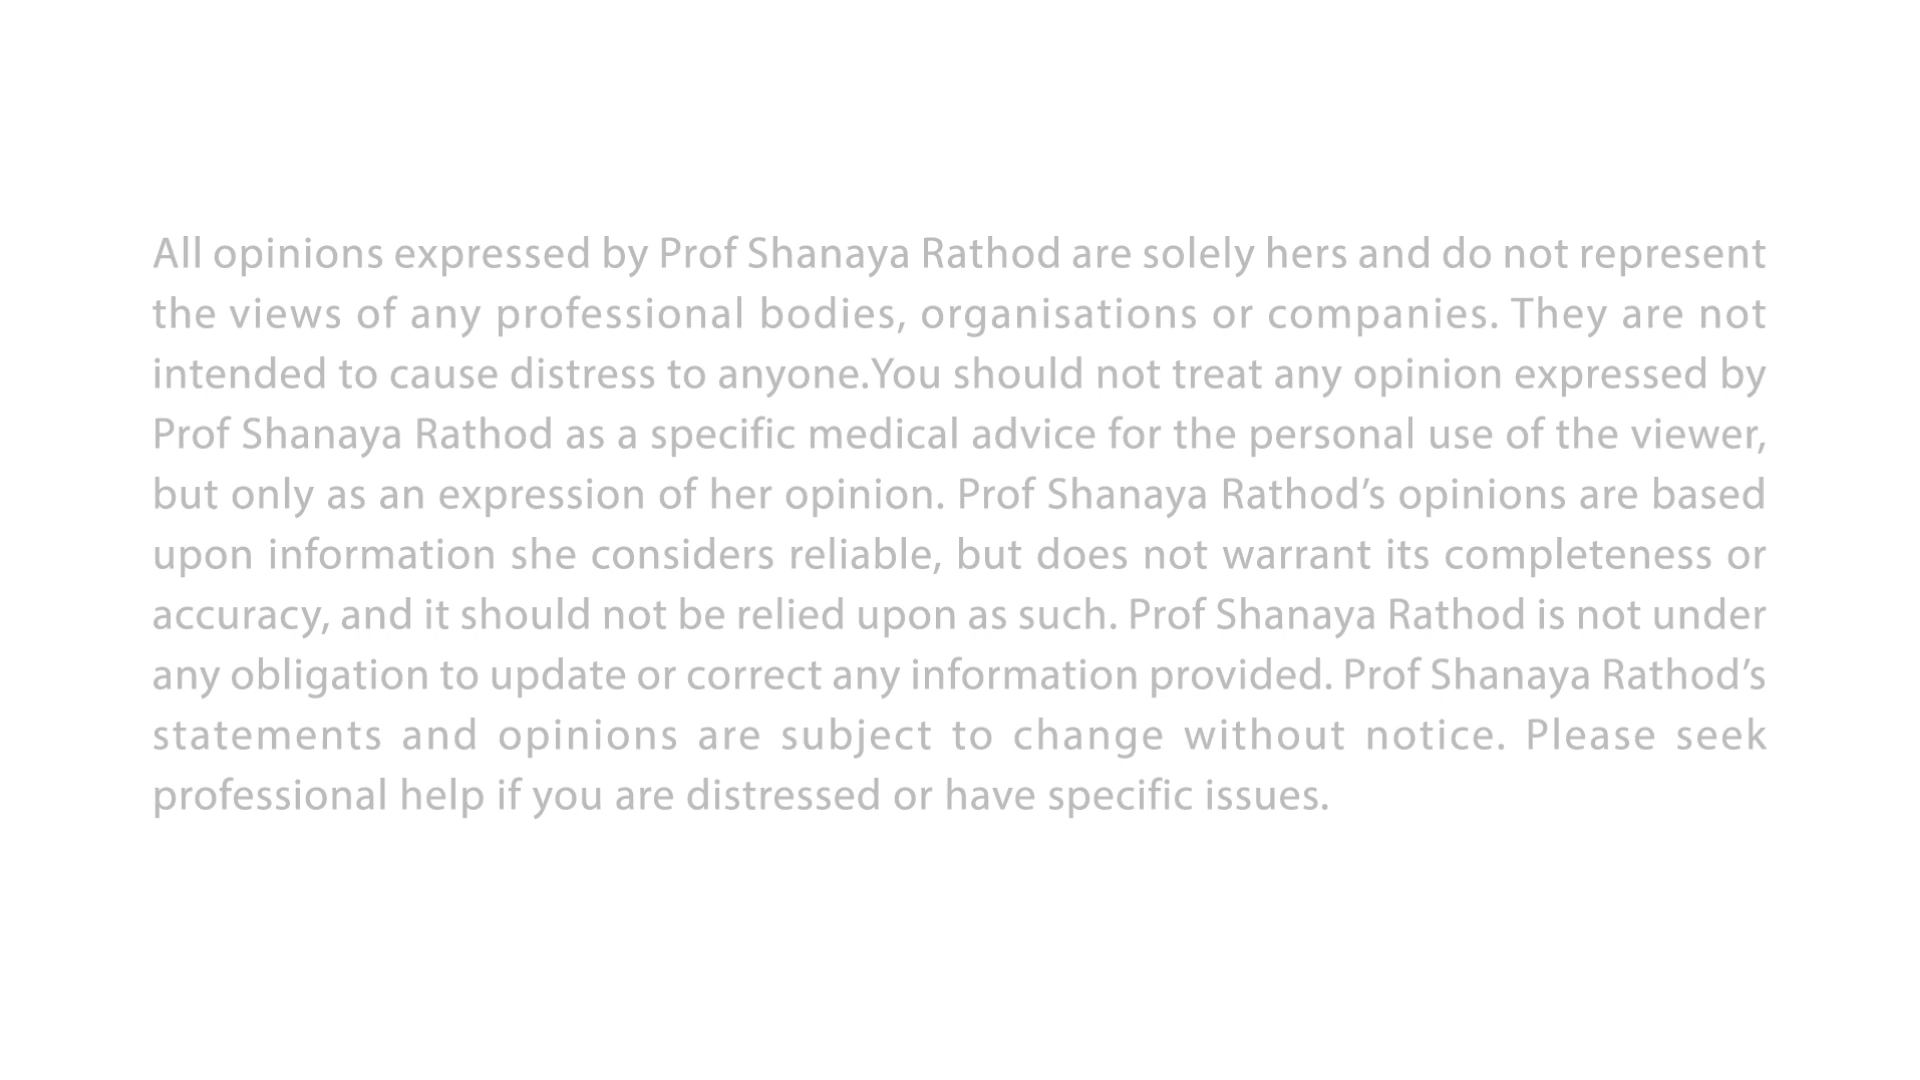 All opinions expressed by Prof Shanaya Rathod are solely hers and do not represent
the views of any professional bodies, organisations or companies. They are not
intended to cause distress to anyone.You should not treat any opinion expressed by
Prof Shanaya Rathod as a specific medical advice for the personal use of the viewer,
but only as an expression of her opinion. Prof Shanaya Rathod’s opinions are based
upon information she considers reliable, but does not warrant its completeness or
accuracy, and it should not be relied upon as such. Prof Shanaya Rathod is not under
any obligation to update or correct any information provided. Prof Shanaya Rathod’s
statements and opinions are subject to change without notice. Please seek
professional help if you are distressed or have specific issues.